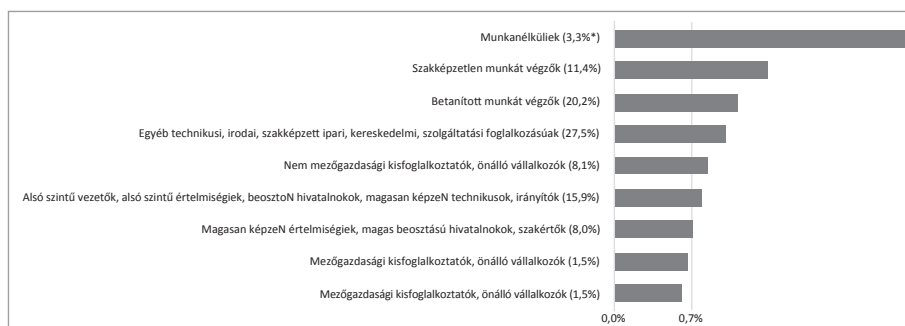 Munkanélküliek (3,3%*)
Szakképzetlen munkát végzők (11,4%)
Betanított munkát végzők (20,2%)
Egyéb technikusi, irodai, szakképzett ipari, kereskedelmi, szolgáltatási foglalkozásúak (27,5%)
Nem mezőgazdasági kisfoglalkoztatók, önálló vállalkozók (8,1%)
Alsó szintű vezetők, alsó szintű értelmiségiek, beosztoN hivatalnokok, magasan képzeN technikusok, irányítók (15,9%)
Magasan képzeN értelmiségiek, magas beosztású hivatalnokok, szakértők (8,0%)
Mezőgazdasági kisfoglalkoztatók, önálló vállalkozók (1,5%)
Mezőgazdasági kisfoglalkoztatók, önálló vállalkozók (1,5%)
0,0% 0,7%